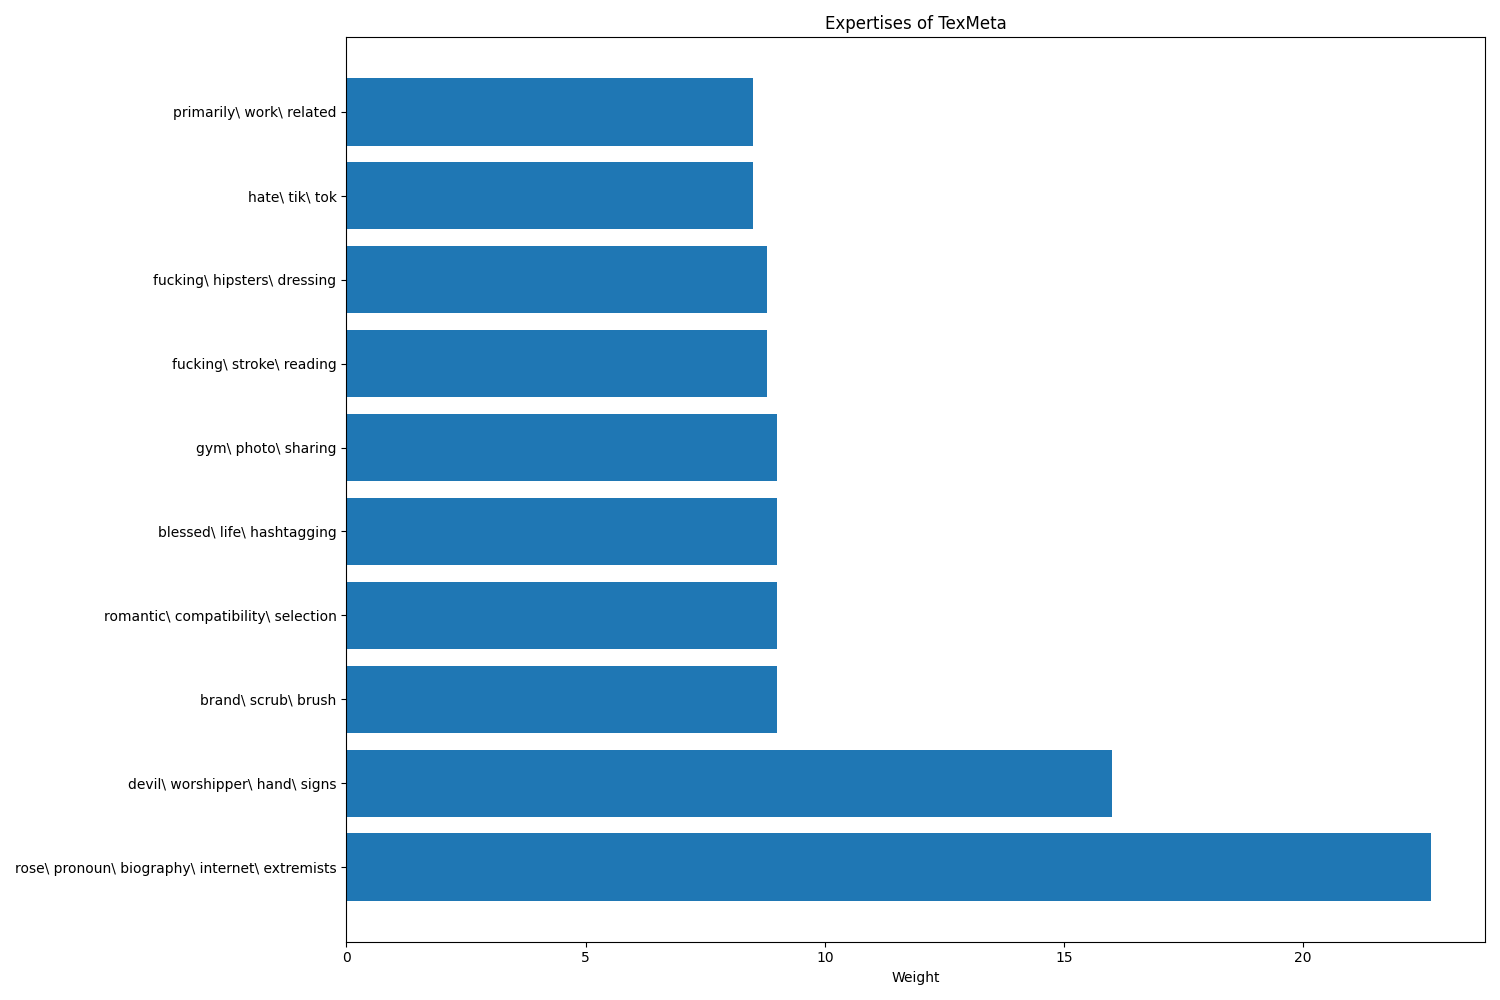 Expertises of TexMeta
primarily\ work\ related
hate\ tik\ tok
fucking\ hipsters\ dressing
fucking\ stroke\ reading
gym\ photo\ sharing
blessed\ life\ hashtagging
romantic\ compatibility\ selection
brand\ scrub\ brush
devil\ worshipper\ hand\ signs
rose\ pronoun\ biography\ internet\ extremists
0 5 10 15 20
Weight